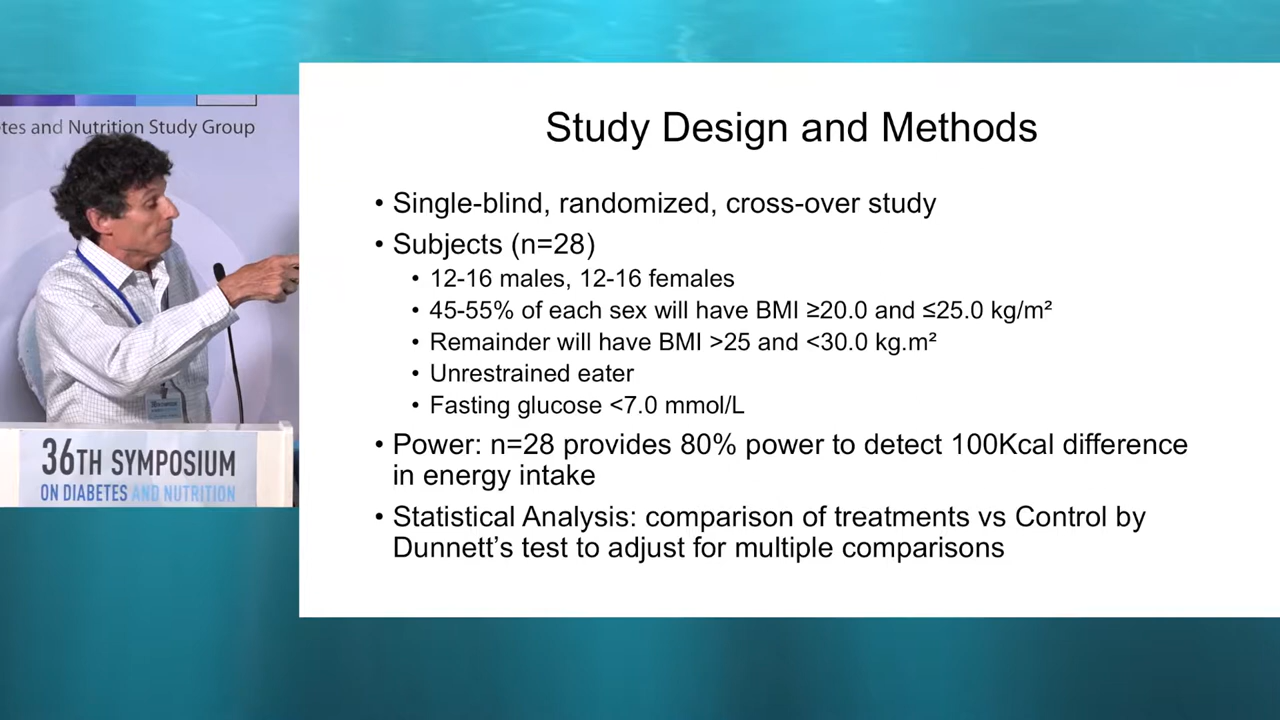 tes and Nutrition Study Group
36TH SYMPOSIUM
ON DIABETES AND NUTRITION
Study Design and Methods
• Single-blind, randomized, cross-over study
• Subjects (n=28)
• 12-16 males, 12-16 females
• 45-55% of each sex will have BMI ≥20.0 and ≤25.0 kg/m²
• Remainder will have BMI >25 and <30.0 kg.m²
• Unrestrained eater
• Fasting glucose <7.0 mmol/L
• Power: n=28 provides 80% power to detect 100Kcal difference
in energy intake
• Statistical Analysis: comparison of treatments vs Control by
Dunnett’s test to adjust for multiple comparisons